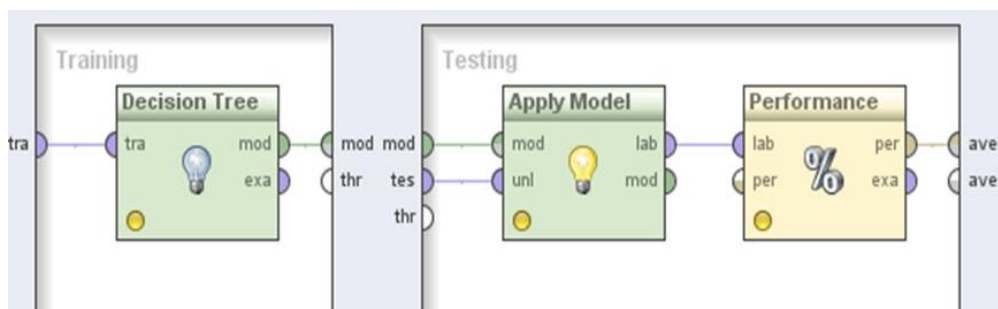 Training
Testing
Decision Tree
Apply Model
Performance
tra
tra
mod
mod
mod
mod
lab
lab
per
ave
exa
thr
tes
unl
mod
per
exa
ave
thr
%